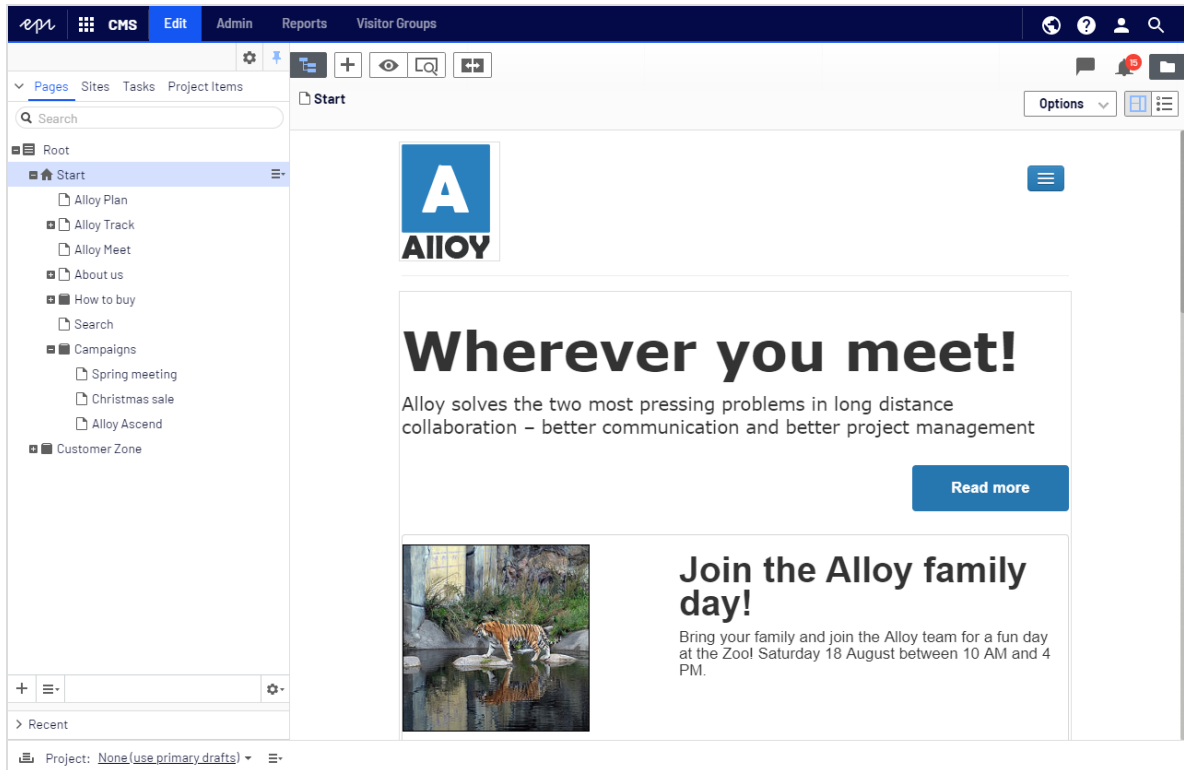 epi CMS Edit Admin Reports Visitor Groups
15
Pages Sites Tasks Project Items
Start
Options
Search
Root
Start
Alloy Plan
Alloy Track
Alloy Meet
About us
How to buy
Search
Campaigns
Spring meeting
Christmas sale
Alloy Ascend
Customer Zone
Recent
Project: None (use primary drafts)
A
Alloy
Wherever you meet!
Alloy solves the two most pressing problems in long distance
collaboration – better communication and better project management
Read more
Join the Alloy family
day!
Bring your family and join the Alloy team for a fun day
at the Zoo! Saturday 18 August between 10 AM and 4
PM.